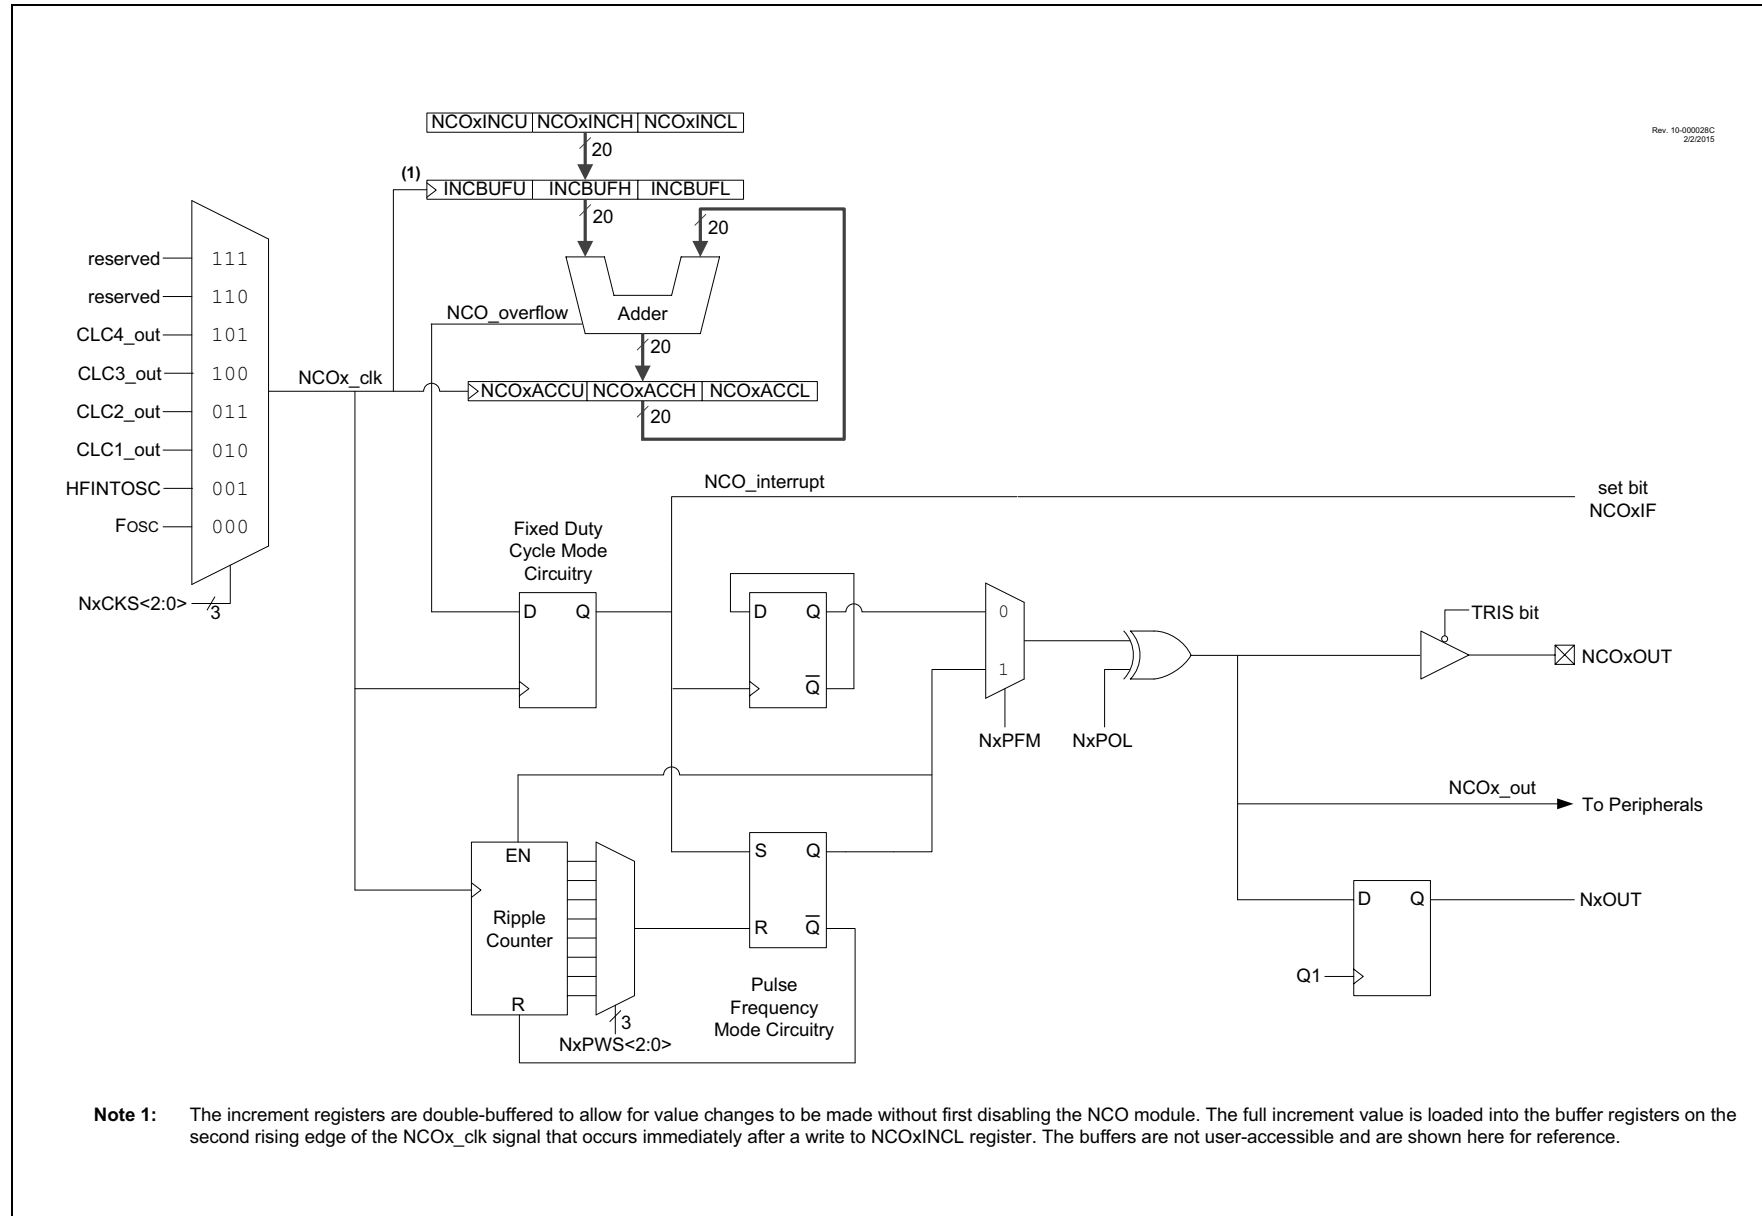 NCOxINCU NCOxINCH NCOxINCL
20
Rev. 10-000028C
2/2/2015
(1)
INCBUFU INCBUFH INCBUFL
20
20
reserved 111
reserved 110
CLC4_out 101
CLC3_out 100
CLC2_out 011
CLC1_out 010
HFINTOSC 001
FOSC 000
NxCKS<2:0>
3
NCOx_clk
NCO_overflow
Adder
20
NCOxACCU NCOxACCH NCOxACCL
20
NCO_interrupt
set bit
NCOxIF
Fixed Duty
Cycle Mode
Circuitry
D Q
D Q
Q̅
0
1
NxPFM
NxPOL
TRIS bit
NCOxOUT
NCOx_out
To Peripherals
EN
Ripple
Counter
R
3
NxPWS<2:0>
S Q
R Q̅
Pulse
Frequency
Mode Circuitry
D Q
NxOUT
Q1
Note 1: The increment registers are double-buffered to allow for value changes to be made without first disabling the NCO module. The full increment value is loaded into the buffer registers on the
second rising edge of the NCOx_clk signal that occurs immediately after a write to NCOxINCL register. The buffers are not user-accessible and are shown here for reference.